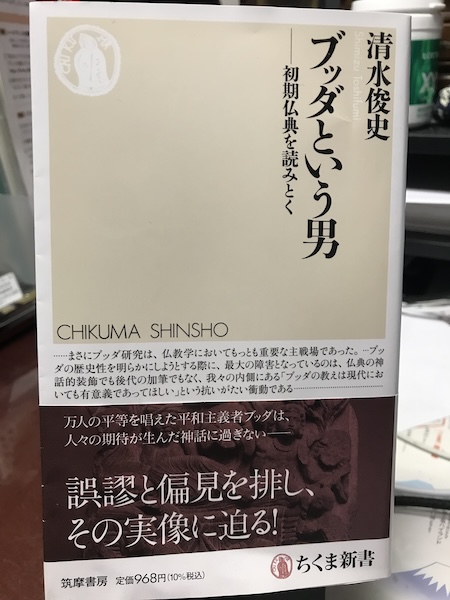 清水俊史
Shimizu Toshifumi
ブッダという男
──初期仏典を読みとく
CHIKUMA SHINSHO
……まさにブッダ研究は、仏教学においてもっとも重要な主戦場であった。…ブッ
ダの歴史性を明らかにしようとする際に、最大の障害となっているのは、仏典の神
話的装飾でも後代の加筆でもなく、我々の内側にある「ブッダの教えは現代にお
いても有意義であってほしい」という抗いがたい衝動である────
万人の平等を唱えた平和主義者ブッダは、
人々の期待が生んだ神話に過ぎない──
誤謬と偏見を排し、
その実像に迫る!
筑摩書房 定価968円(10%税込)
ちくま新書